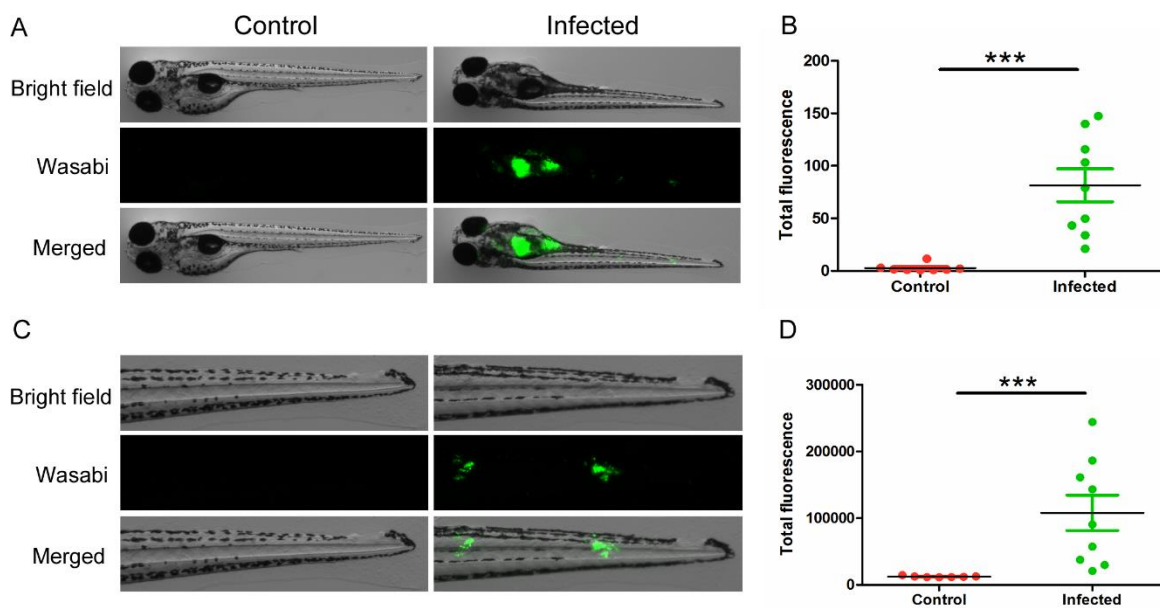 A
Control
Infected
Bright field
Wasabi
Merged
B
***
Total fluorescence
200
150
100
50
0
Control
Infected
C
Bright field
Wasabi
Merged
D
***
Total fluorescence
300000
200000
100000
0
Control
Infected